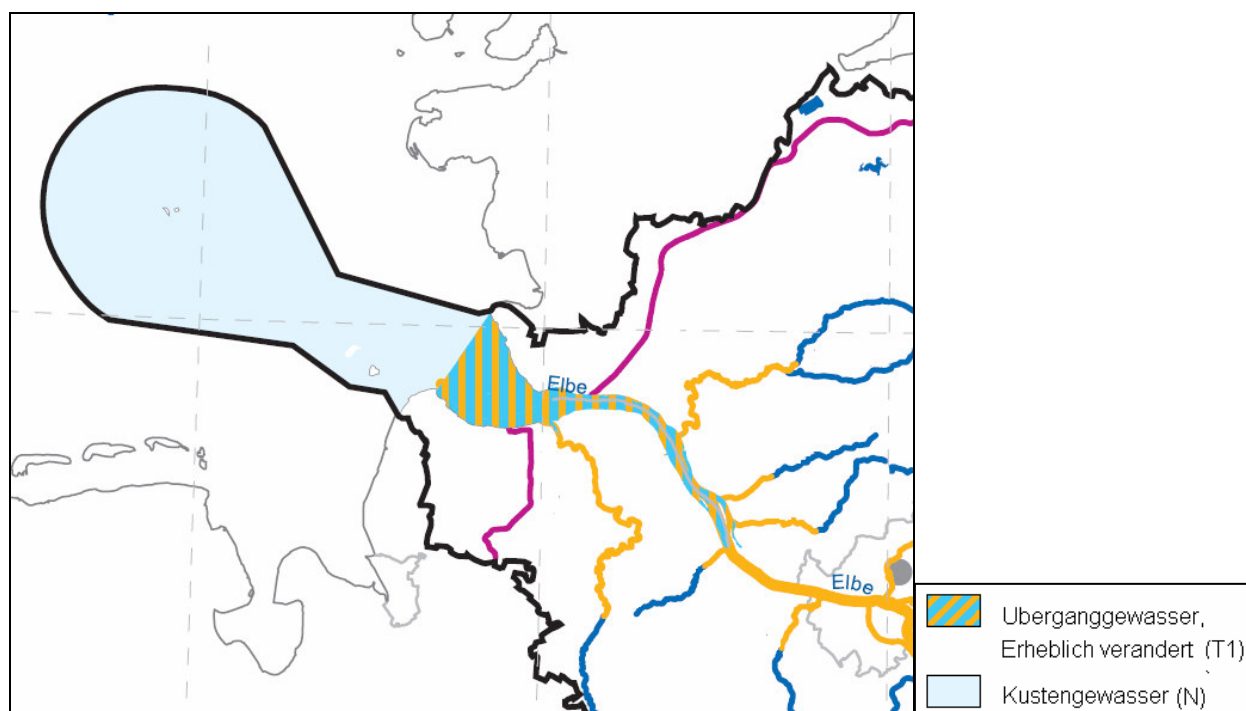 Elbe
Elbe
Uberganggewasser,
Erheblich verandert (T1)
Kustengewasser (N)